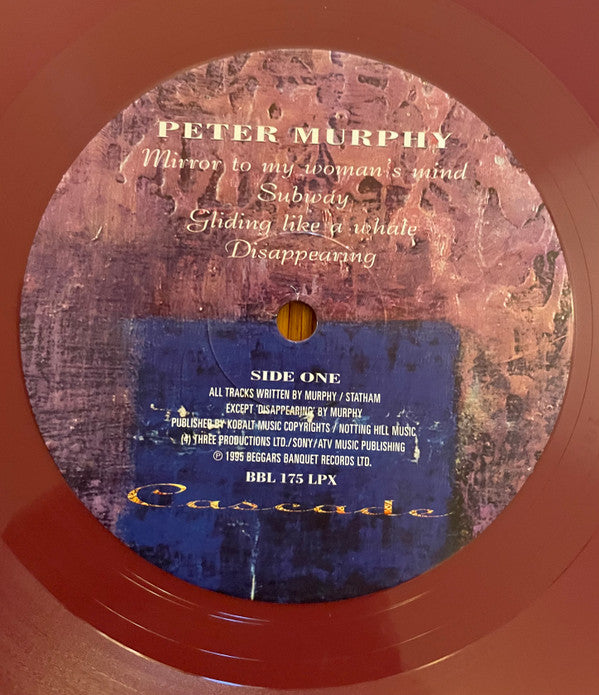 PETER MURPHY
Mirror to my woman's mind
Subway
Gliding like a whale
Disappearing
SIDE ONE
ALL TRACKS WRITTEN BY MURPHY / STATHAM
EXCEPT 'DISAPPEARING' BY MURPHY
PUBLISHED BY KOBALT MUSIC COPYRIGHTS / NOTTING HILL MUSIC
(4) THREE PRODUCTIONS LTD./SONY/ATV MUSIC PUBLISHING
℗ 1995 BEGGARS BANQUET RECORDS LTD.
BBL 175 LPX
Cascade